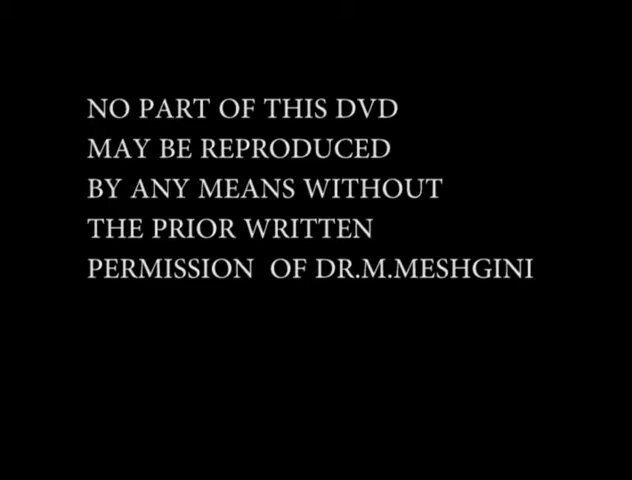 NO PART OF THIS DVD
MAY BE REPRODUCED
BY ANY MEANS WITHOUT
THE PRIOR WRITTEN
PERMISSION  OF DR.M.MESHGINI